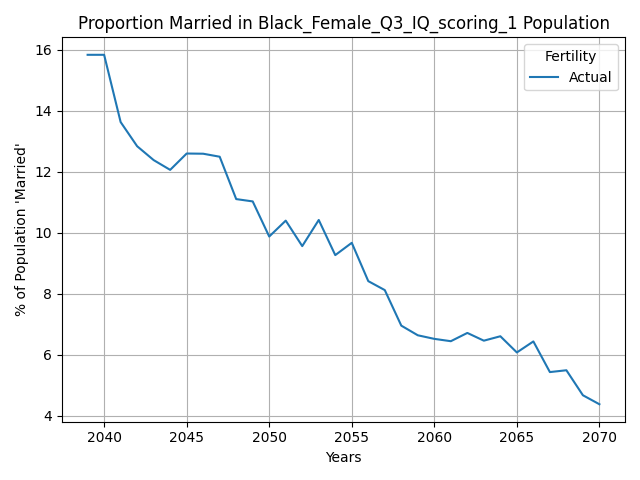 Proportion Married in Black_Female_Q3_IQ_scoring_1 Population
Fertility
Actual
% of Population 'Married'
16
14
12
10
8
6
4
2040 2045 2050 2055 2060 2065 2070
Years